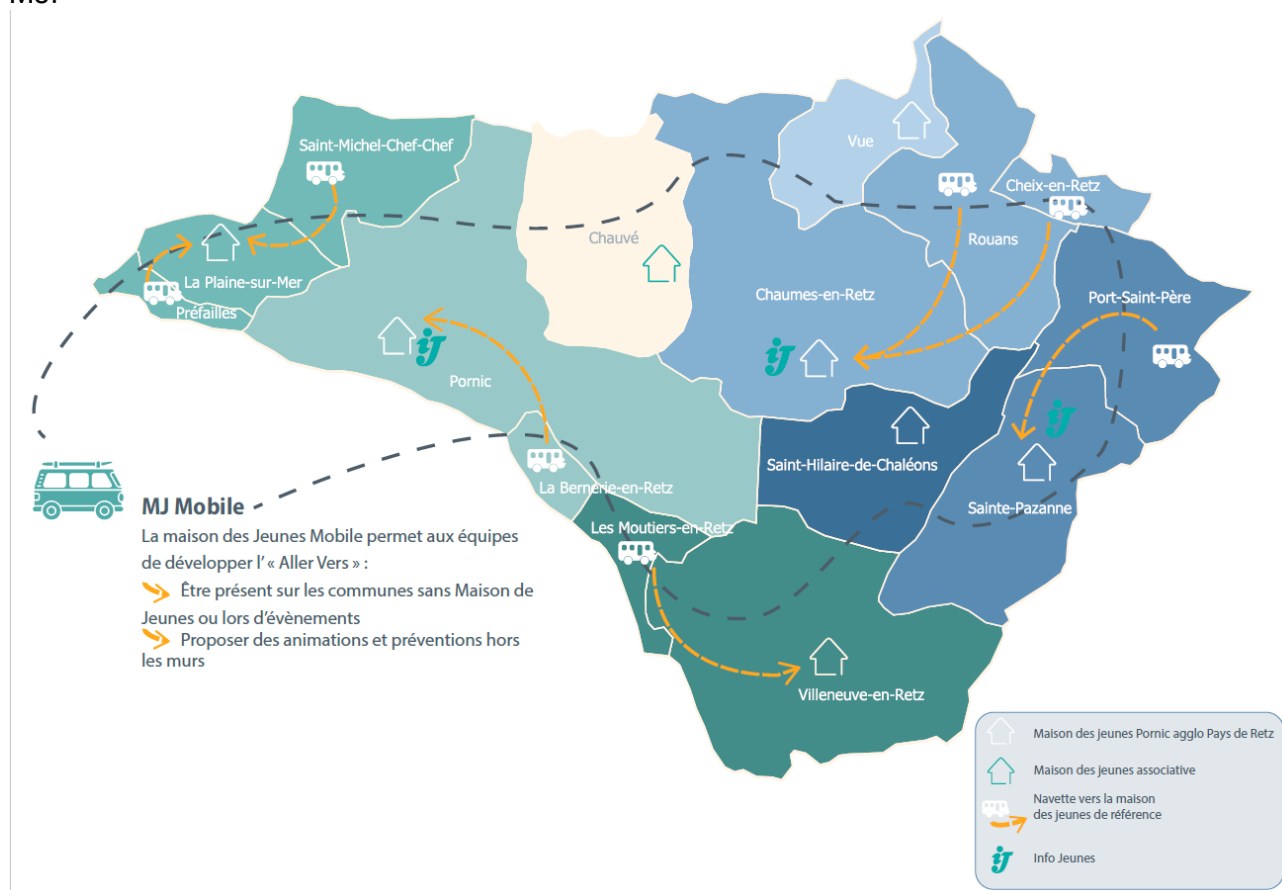 Saint-Michel-Chef-Chef
Vue
Cheix-en-Retz
Chauvé
Rouans
La Plaine-sur-Mer
Préfailles
Chaumes-en-Retz
Port-Saint-Père
Pornic
Saint-Hilaire-de-Chaléons
La Bernerie-en-Retz
Sainte-Pazanne
Les Moutiers-en-Retz
Villeneuve-en-Retz
MJ Mobile
La maison des Jeunes Mobile permet aux équipes
de développer l’ « Aller Vers » :
Être présent sur les communes sans Maison de
Jeunes ou lors d’évènements
Proposer des animations et préventions hors
les murs
Maison des jeunes Pornic agglo Pays de Retz
Maison des jeunes associative
Navette vers la maison
des jeunes de référence
iJ Info Jeunes
iJ
iJ
iJ